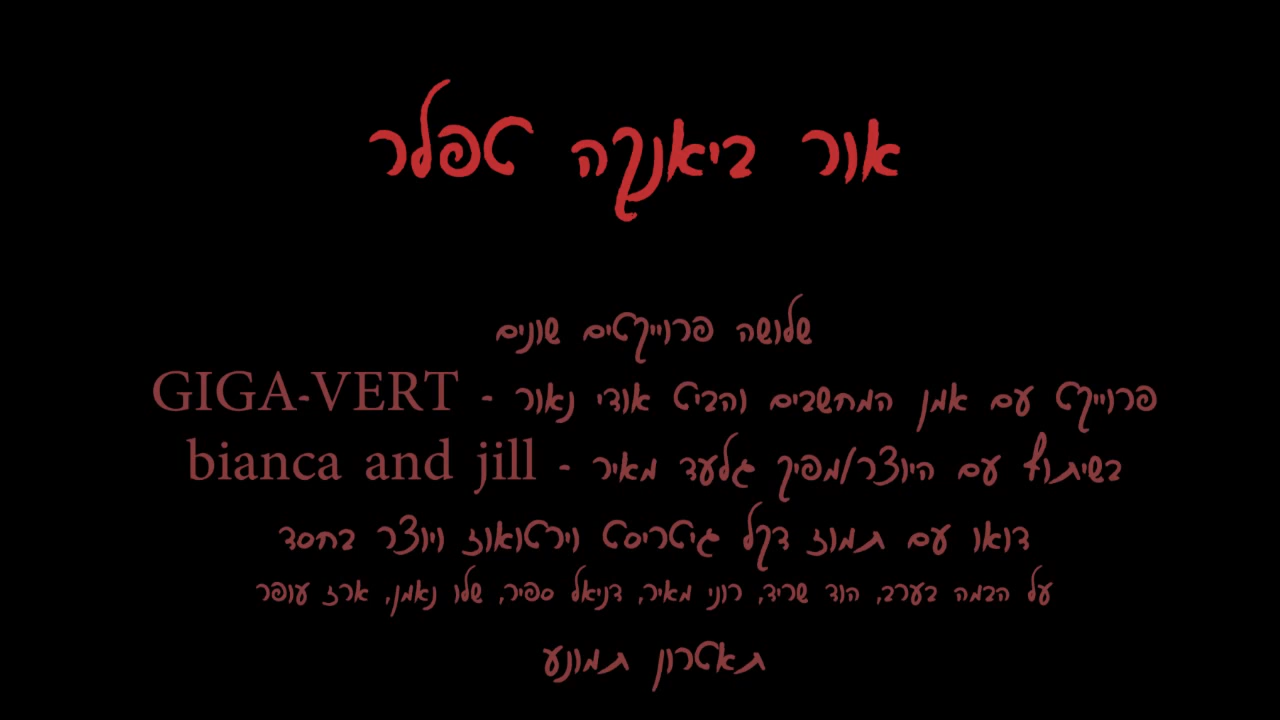 אור ביאנקה טפלר
שלושה פרוייקטים שונים
פרוייקט עם אמן המחשבים והביט אודי נאור - GIGA-VERT
בשיתוף עם היוצר/מפיק גלעד מאיר - bianca and jill
דואו עם תמוז דקל גיטריסט וירטואוז ויוצר בחסד
על הבמה בערב, הוד שריד, רוני מאיר, דניאל ספיר, שלו נאמן, ארז עופר
תאטרון תמונע